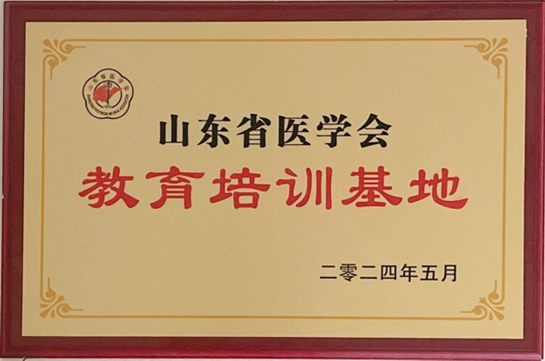 山东省医学会
教育培训基地
二零二四年五月